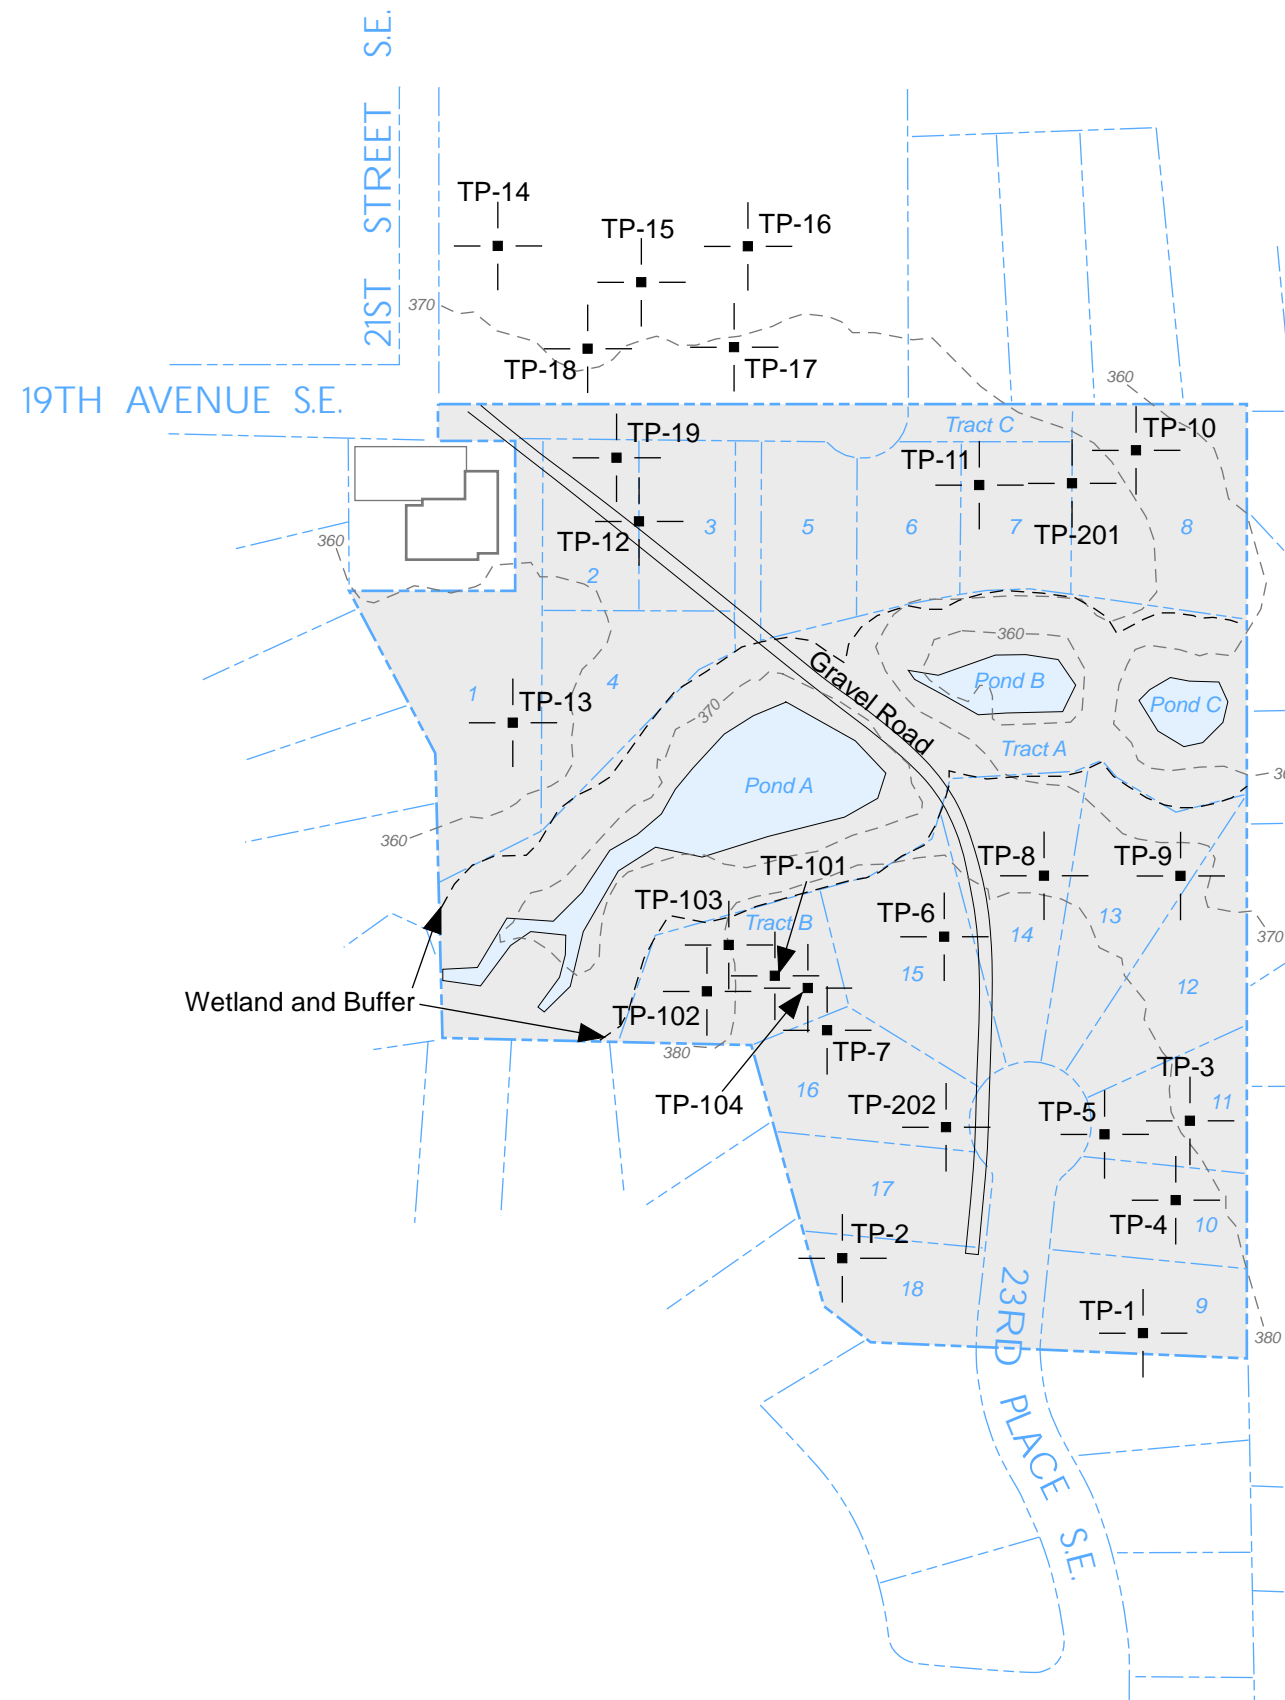 21ST STREET S.E.
19TH AVENUE S.E.
TP-14
TP-15
TP-16
370
TP-18
TP-17
360
TP-19
Tract C
TP-10
TP-11
TP-12
3
5
6
7
TP-201
8
360
2
360
Gravel Road
Pond B
Pond C
1
4
TP-13
370
Tract A
Pond A
360
TP-101
TP-8
TP-9
TP-103
Tract B
TP-6
13
14
370
15
12
Wetland and Buffer
TP-102
380
TP-7
TP-3
16
TP-104
TP-202
TP-5
11
17
TP-4
10
TP-2
18
9
TP-1
380
23RD PLACE S.E.